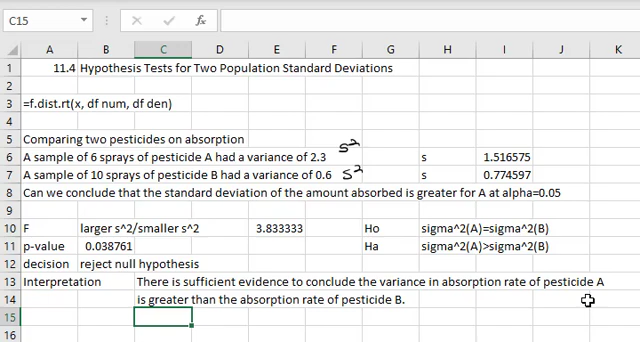 C15 fx
A B C D E F G H I J K
1 11.4 Hypothesis Tests for Two Population Standard Deviations
2
3 =f.dist.rt(x, df num, df den)
4
5 Comparing two pesticides on absorption s²
6 A sample of 6 sprays of pesticide A had a variance of 2.3 s 1.516575
7 A sample of 10 sprays of pesticide B had a variance of 0.6 s² s 0.774597
8 Can we conclude that the standard deviation of the amount absorbed is greater for A at alpha=0.05
9
10 F larger s^2/smaller s^2 3.833333 Ho sigma^2(A)=sigma^2(B)
11 p-value 0.038761 Ha sigma^2(A)>sigma^2(B)
12 decision reject null hypothesis
13 Interpretation There is sufficient evidence to conclude the variance in absorption rate of pesticide A
14 is greater than the absorption rate of pesticide B.
15
16